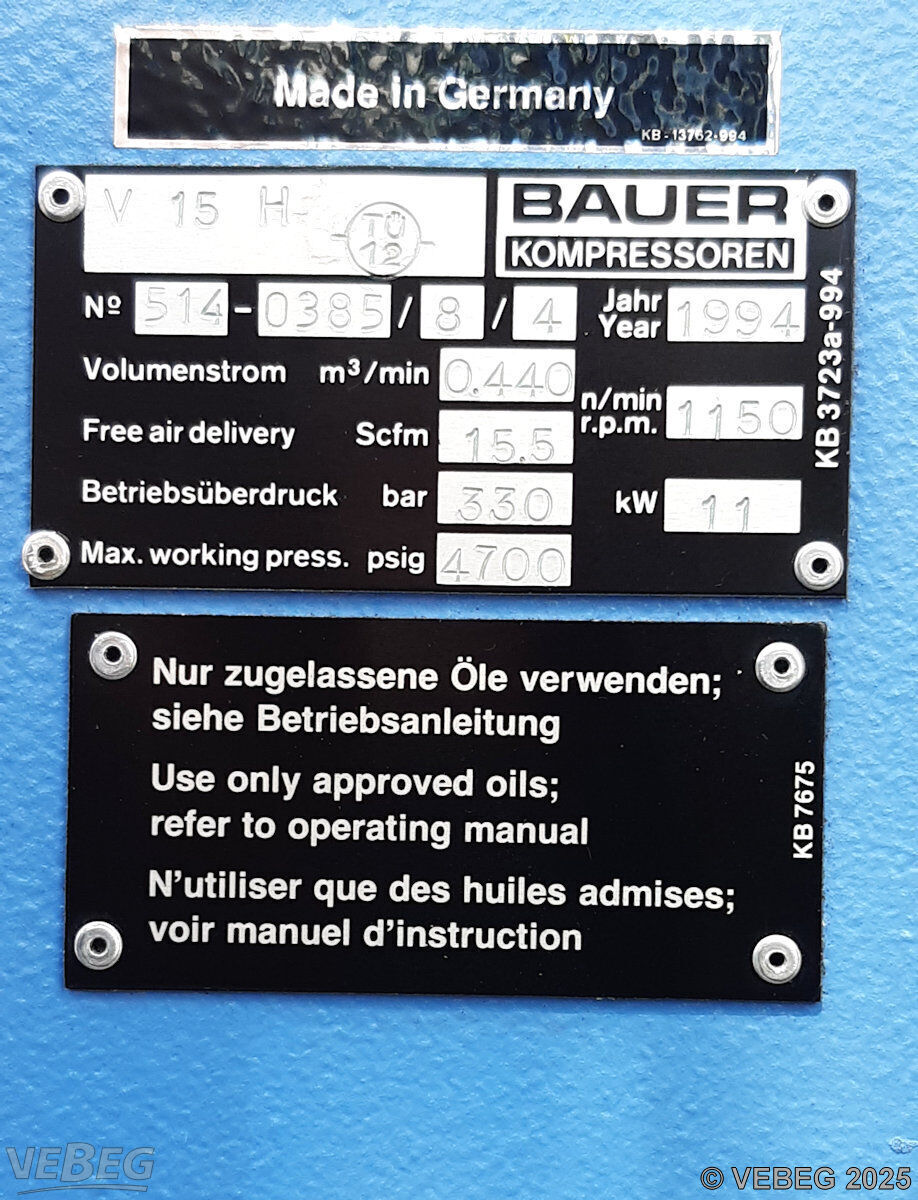 Made In Germany
KB - 13762-994
V 15 H
TÜ
12
BAUER
KOMPRESSOREN
Nº 514-0385/8/4
Jahr
Year 1994
Volumenstrom m³/min 0.440
Free air delivery Scfm 15.5
n/min
r.p.m. 1150
Betriebsüberdruck bar 330
kW 11
Max. working press. psig 4700
KB 3723a-994
Nur zugelassene Öle verwenden;
siehe Betriebsanleitung
Use only approved oils;
refer to operating manual
N'utiliser que des huiles admises;
voir manuel d'instruction
KB 7675
VEBEG
© VEBEG 2025